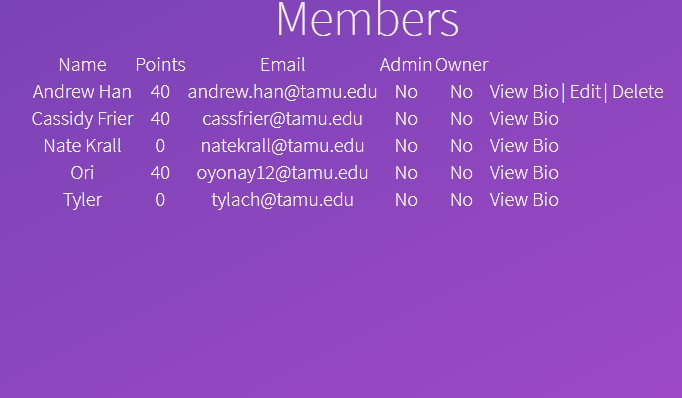 Members
Name Points Email Admin Owner
Andrew Han 40 andrew.han@tamu.edu No No View Bio| Edit| Delete
Cassidy Frier 40 cassfrier@tamu.edu No No View Bio
Nate Krall 0 natekrall@tamu.edu No No View Bio
Ori 40 oyonay12@tamu.edu No No View Bio
Tyler 0 tylach@tamu.edu No No View Bio